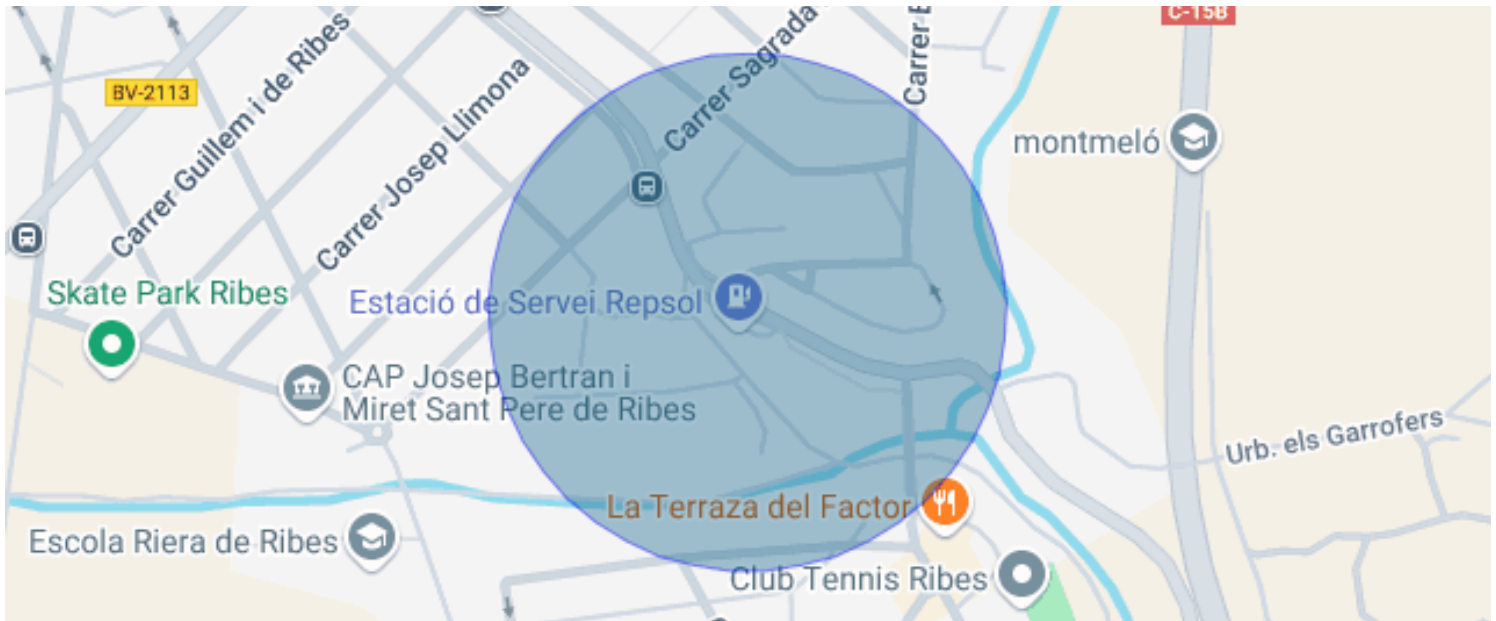 C-15B
Carrer Sagrada
Carrer
BV-2113
Carrer Guillem i de Ribes
Carrer Josep Llimona
montmeló
Skate Park Ribes
Estació de Servei Repsol
CAP Josep Bertran i
Miret Sant Pere de Ribes
Urb. els Garrofers
La Terraza del Factor
Escola Riera de Ribes
Club Tennis Ribes